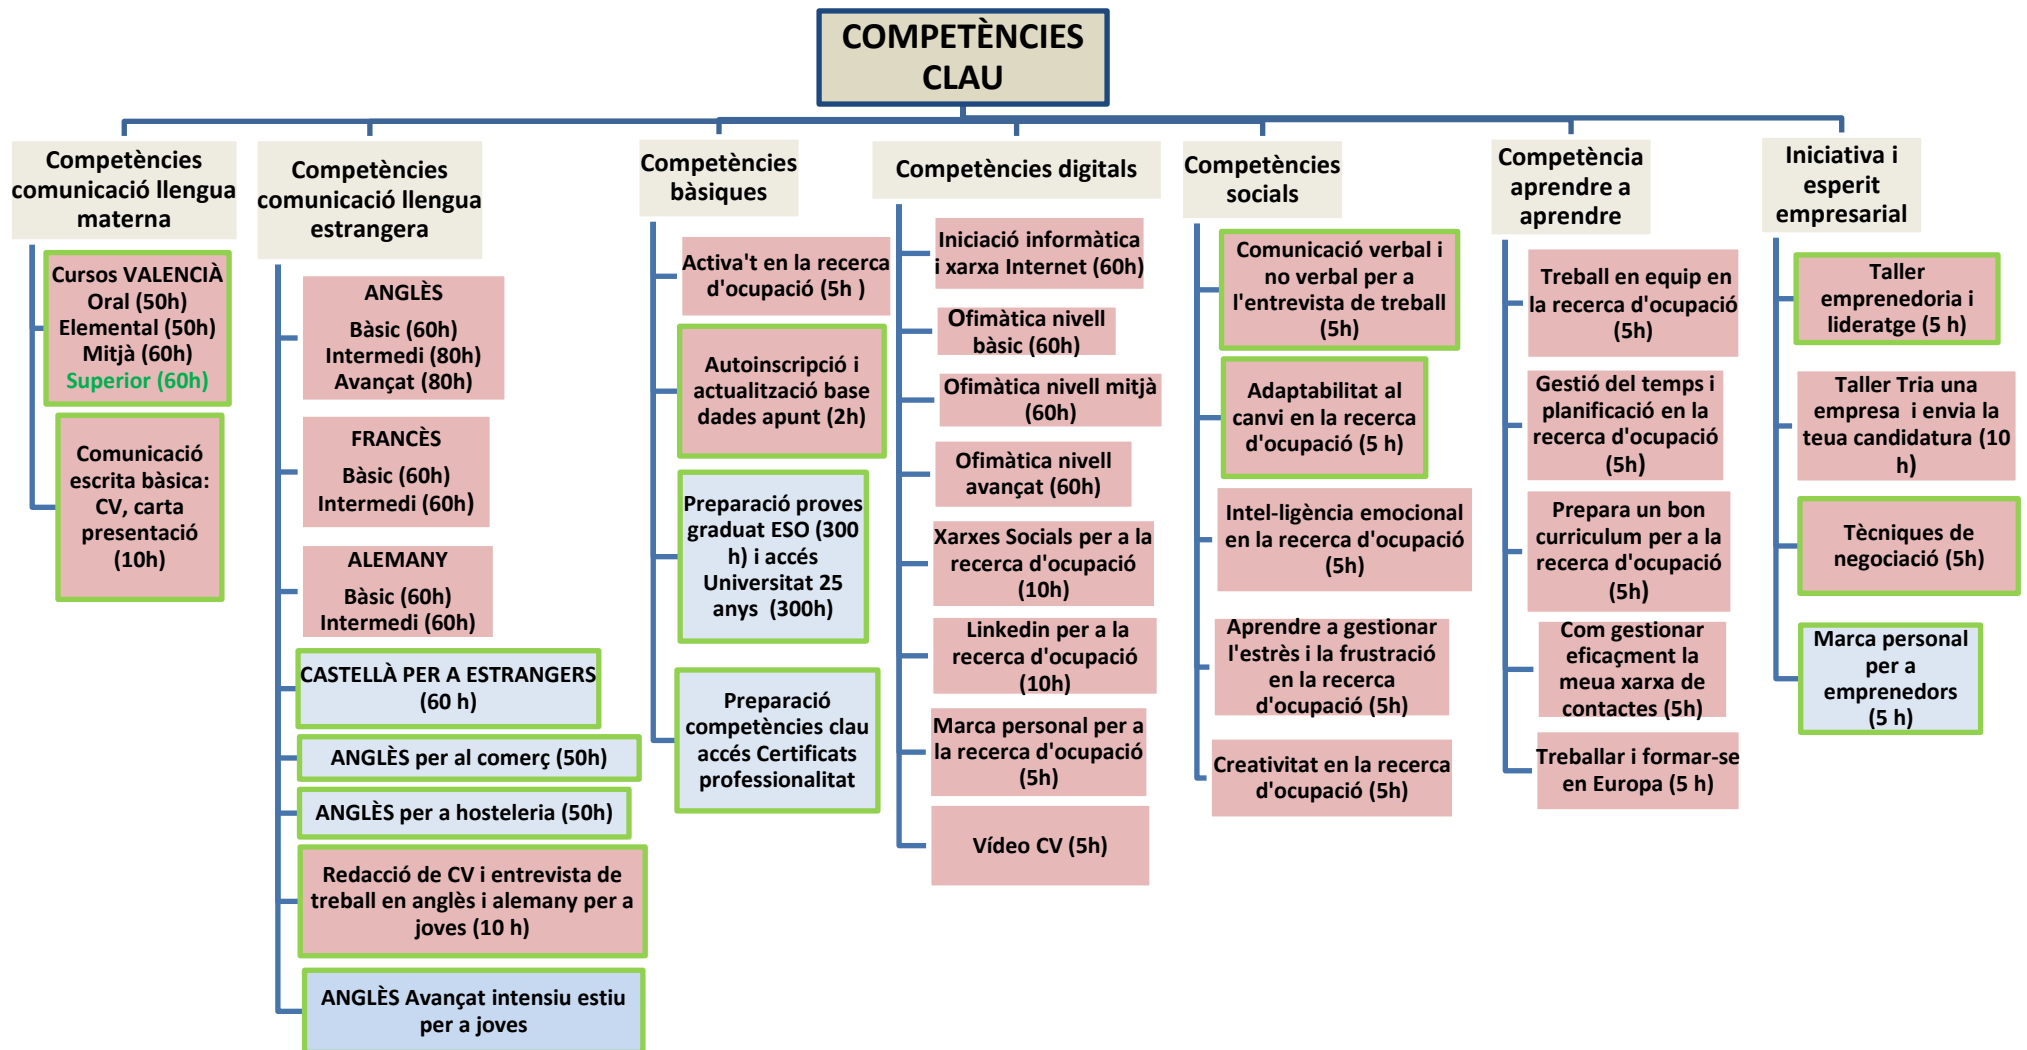 COMPETÈNCIES
CLAU
Competències
comunicació llengua
materna
Cursos VALENCIÀ
Oral (50h)
Elemental (50h)
Mitjà (60h)
Superior (60h)
Comunicació
escrita bàsica:
CV, carta
presentació
(10h)
Competències
comunicació llengua
estrangera
ANGLÈS
Bàsic (60h)
Intermedi (80h)
Avançat (80h)
FRANCÈS
Bàsic (60h)
Intermedi (60h)
ALEMANY
Bàsic (60h)
Intermedi (60h)
CASTELLÀ PER A ESTRANGERS
(60 h)
ANGLÈS per al comerç (50h)
ANGLÈS per a hosteleria (50h)
Redacció de CV i entrevista de
treball en anglès i alemany per a
joves (10 h)
ANGLÈS Avançat intensiu estiu
per a joves
Competències
bàsiques
Activa't en la recerca
d'ocupació (5h )
Autoinscripció i
actualització base
dades apunt (2h)
Preparació proves
graduat ESO (300
h) i accés
Universitat 25
anys (300h)
Preparació
competències clau
accés Certificats
professionalitat
Competències digitals
Iniciació informàtica
i xarxa Internet (60h)
Ofimàtica nivell
bàsic (60h)
Ofimàtica nivell mitjà
(60h)
Ofimàtica nivell
avançat (60h)
Xarxes Socials per a la
recerca d'ocupació
(10h)
Linkedin per a la
recerca d'ocupació
(10h)
Marca personal per a
la recerca d'ocupació
(5h)
Vídeo CV (5h)
Competències
socials
Comunicació verbal i
no verbal per a
l'entrevista de treball
(5h)
Adaptabilitat al
canvi en la recerca
d'ocupació (5 h)
Intel-ligència emocional
en la recerca d'ocupació
(5h)
Aprendre a gestionar
l'estrès i la frustració
en la recerca
d'ocupació (5h)
Creativitat en la recerca
d'ocupació (5h)
Competència
aprendre a
aprendre
Treball en equip en
la recerca d'ocupació
(5h)
Gestió del temps i
planificació en la
recerca d'ocupació
(5h)
Prepara un bon
curriculum per a la
recerca d'ocupació
(5h)
Com gestionar
eficaçment la
meua xarxa de
contactes (5h)
Treballar i formar-se
en Europa (5 h)
Iniciativa i
esperit
empresarial
Taller
emprenedoria i
lideratge (5 h)
Taller Tria una
empresa i envia la
teua candidatura (10
h)
Tècniques de
negociació (5h)
Marca personal
per a
emprenedors
(5 h)